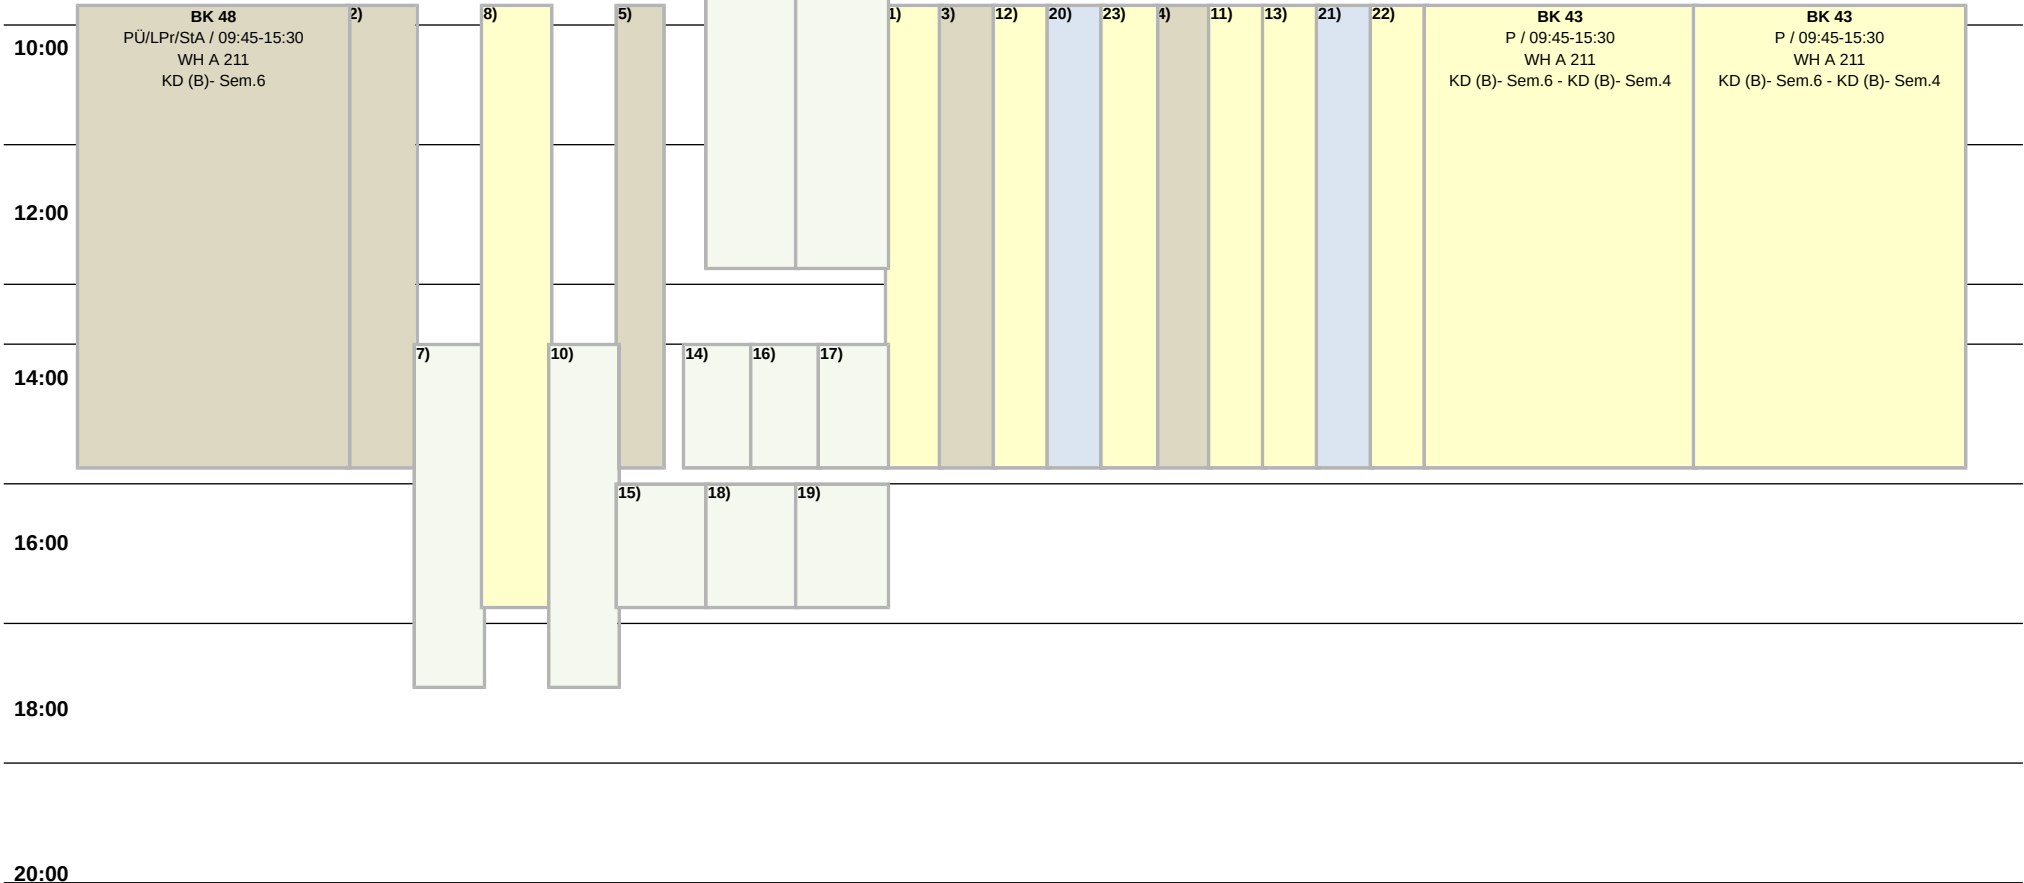 BK 48
PÜ/LPr/StA / 09:45-15:30
WH A 211
KD (B)- Sem.6
2)
8)
5)
1)
3)
12)
20)
23)
4)
11)
13)
21)
22)
BK 43
P / 09:45-15:30
WH A 211
KD (B)- Sem.6 - KD (B)- Sem.4
BK 43
P / 09:45-15:30
WH A 211
KD (B)- Sem.6 - KD (B)- Sem.4
10:00
12:00
7)
10)
14)
16)
17)
14:00
15)
18)
19)
16:00
18:00
20:00